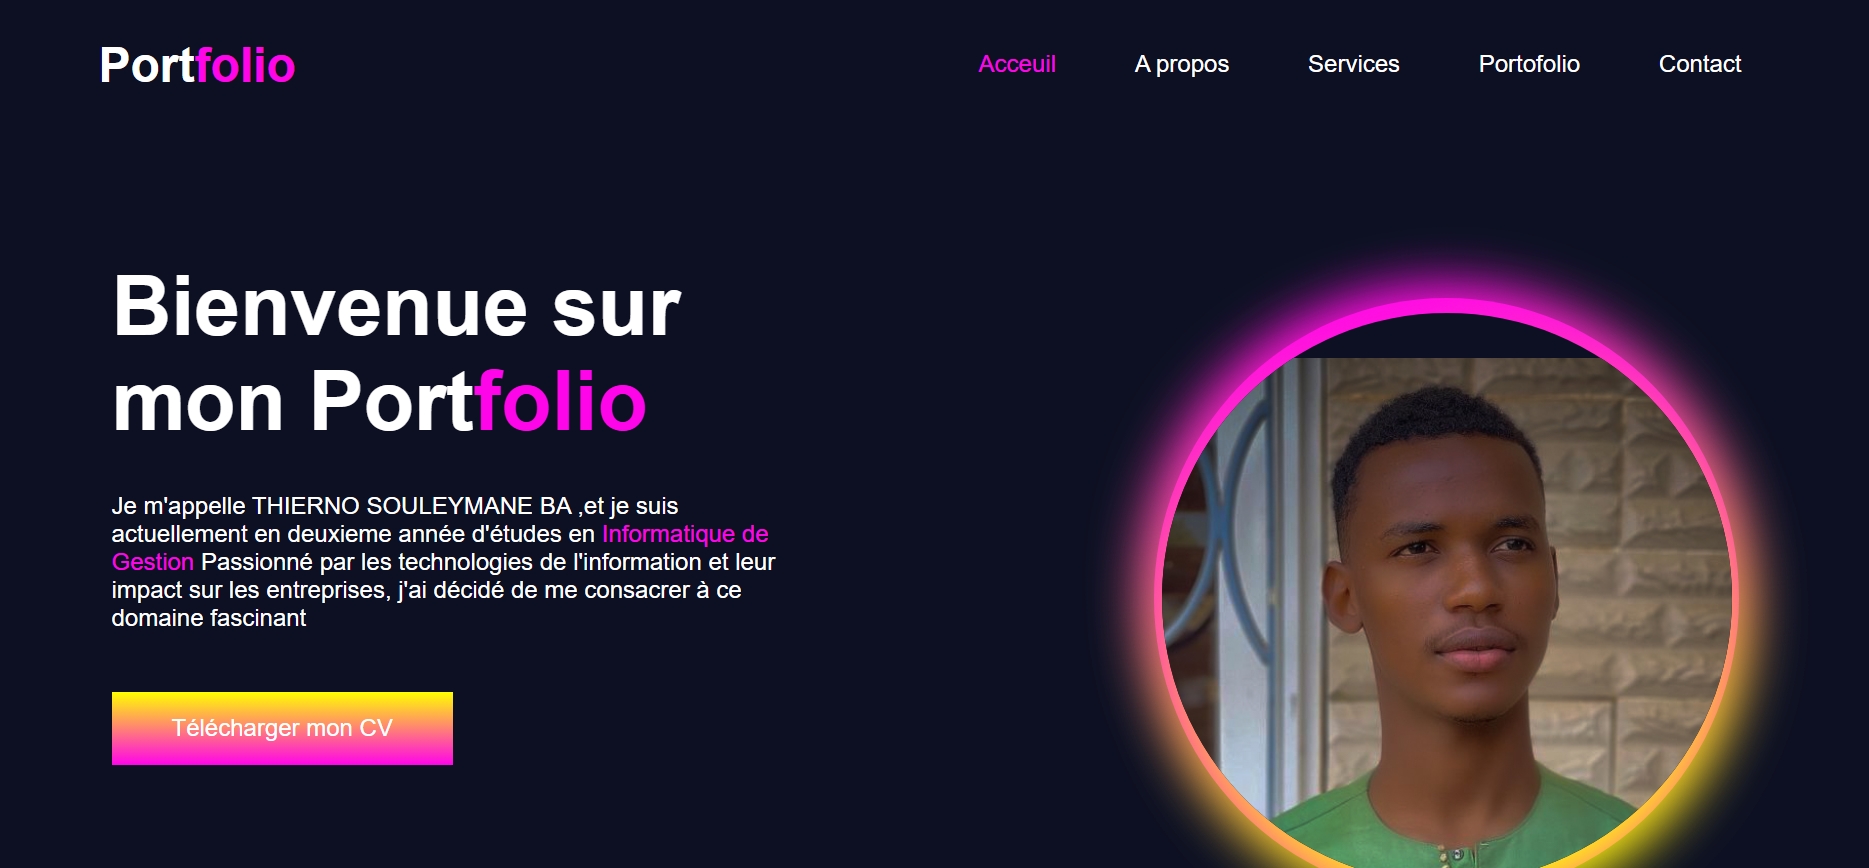 Portfolio
Acceuil
A propos
Services
Portofolio
Contact
Bienvenue sur
mon Portfolio
Je m'appelle THIERNO SOULEYMANE BA ,et je suis
actuellement en deuxieme année d'études en Informatique de
Gestion Passionné par les technologies de l'information et leur
impact sur les entreprises, j'ai décidé de me consacrer à ce
domaine fascinant
Télécharger mon CV